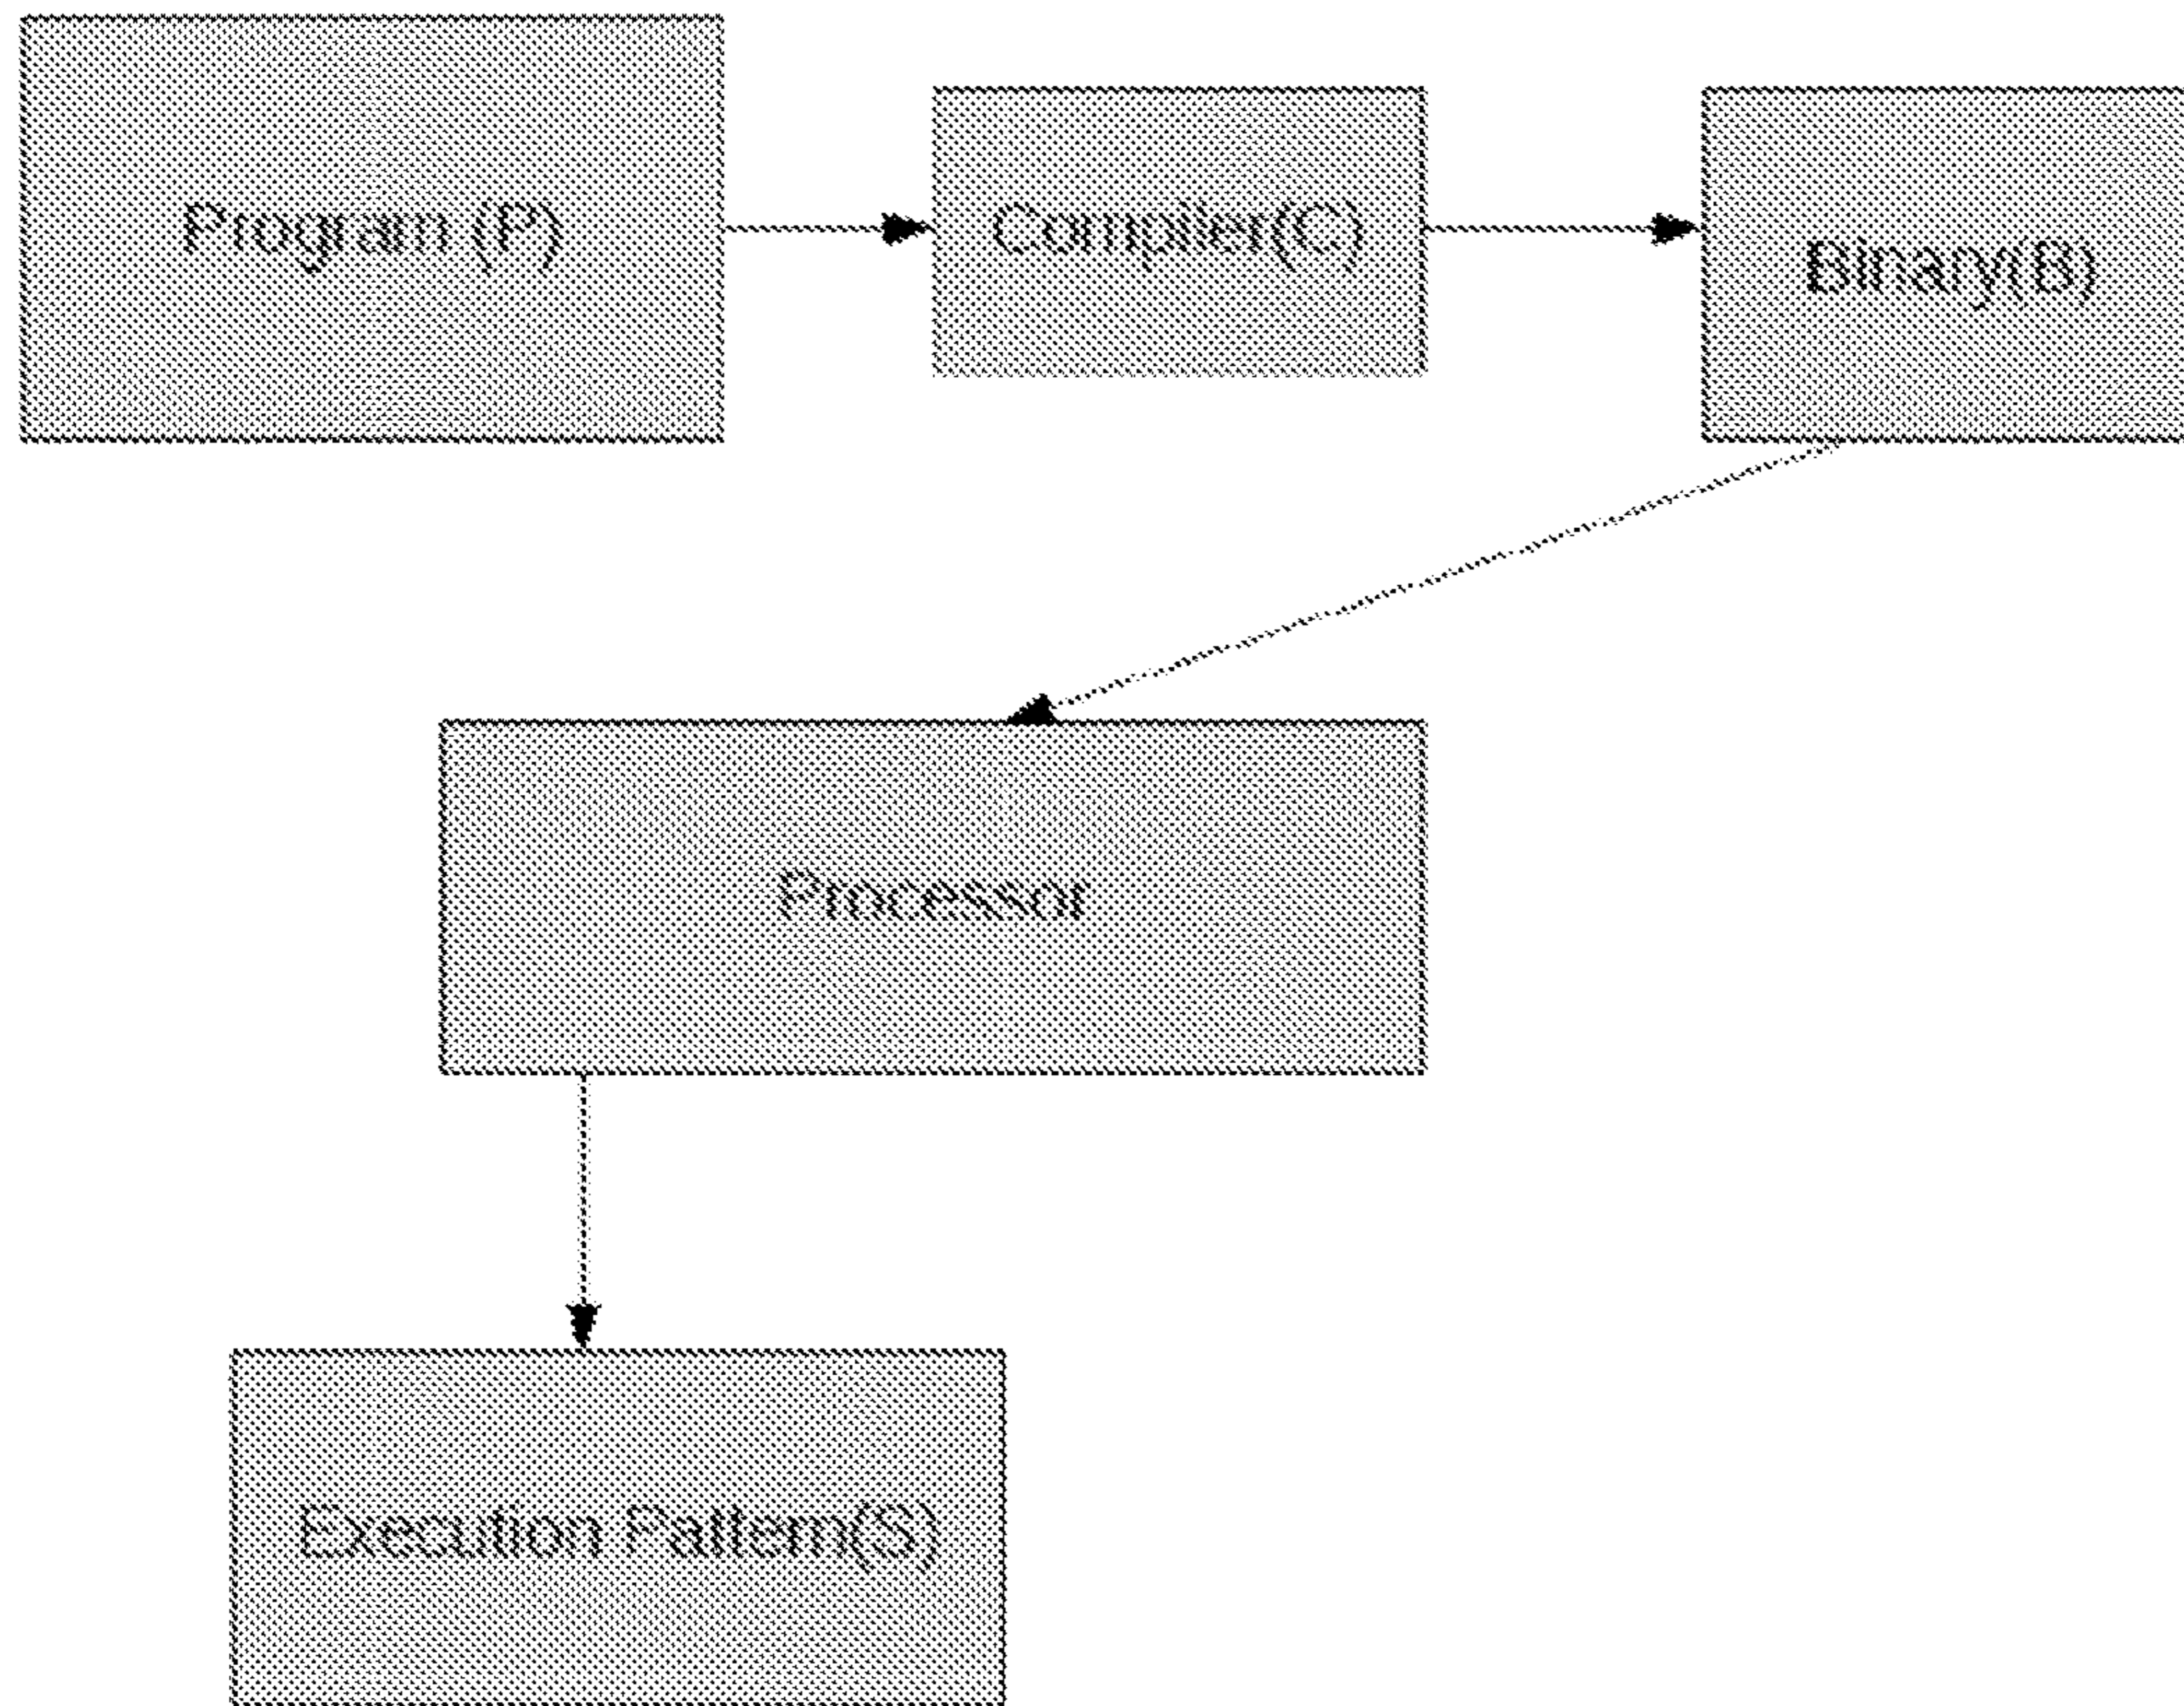 Program (P)
Compiler(C)
Binary(B)
Processor
Execution Pattern(S)